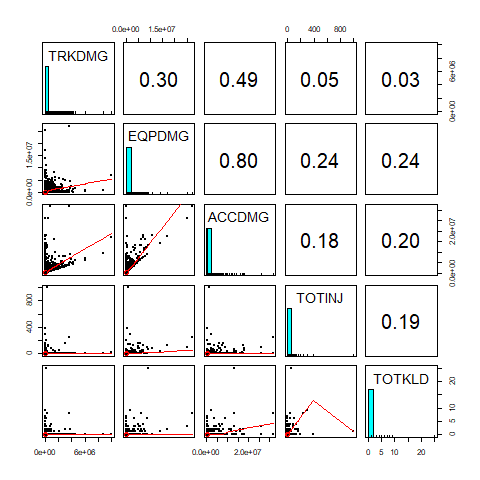 0.0e+00 1.5e+07 0 400 800
TRKDMG 0.30 0.49 0.05 0.03 0e+00 6e+06
0.0e+00 1.5e+07 EQPDMG 0.80 0.24 0.24
ACCDMG 0.18 0.20 0.0e+00 2.0e+07
0 400 800 TOTINJ 0.19
TOTKLD 0 5 10 20
0e+00 6e+06 0.0e+00 2.0e+07 0 5 10 20